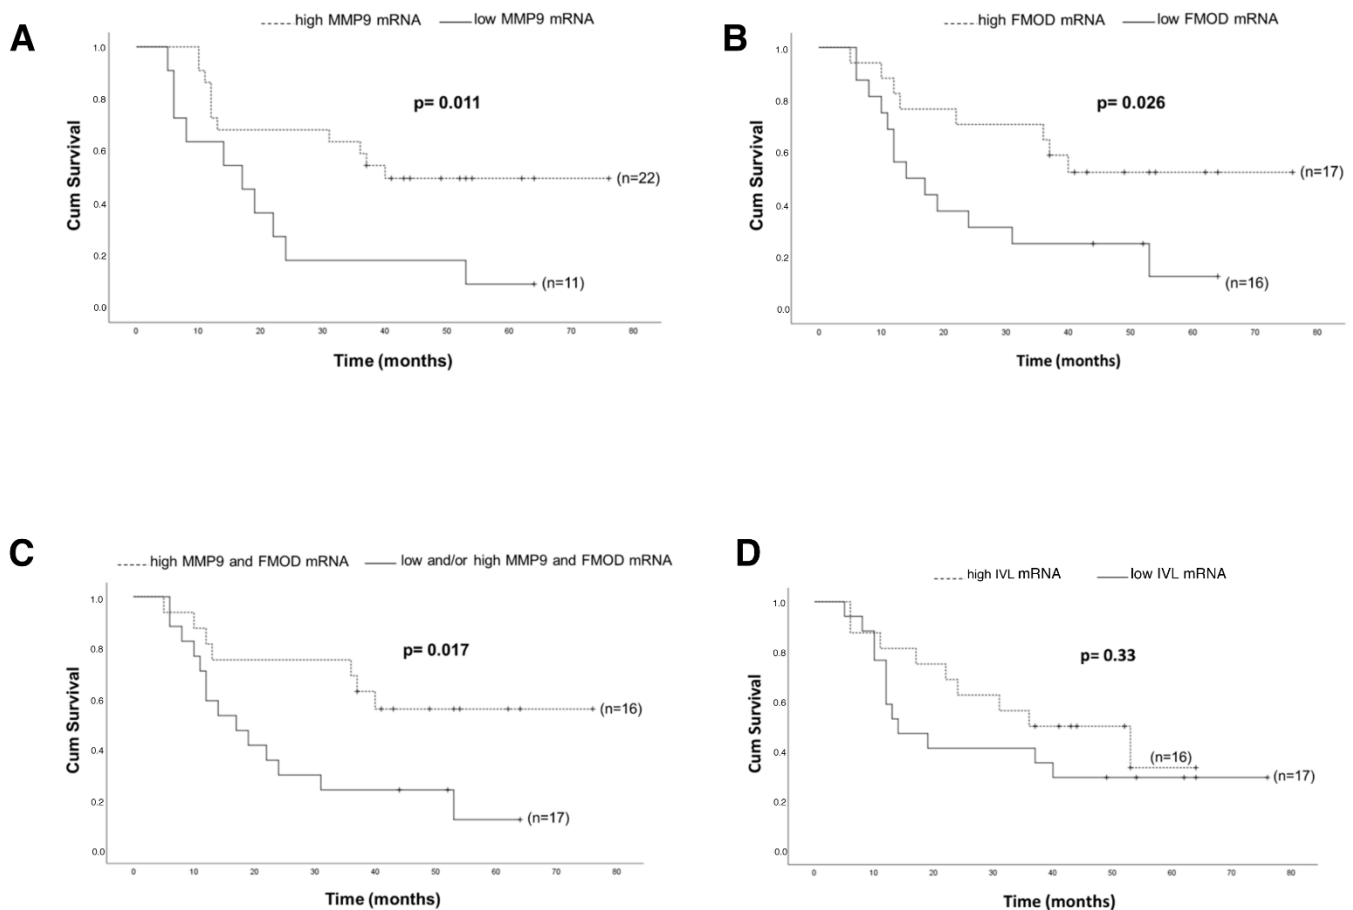 A
high MMP9 mRNA low MMP9 mRNA
p= 0.011
Cum Survival
1.0
0.8
0.6
0.4
0.2
0.0
(n=22)
(n=11)
0 10 20 30 40 50 60 70 80
Time (months)
B
high FMOD mRNA low FMOD mRNA
p= 0.026
Cum Survival
1.0
0.8
0.6
0.4
0.2
0.0
(n=17)
(n=16)
0 10 20 30 40 50 60 70 80
Time (months)
C
high MMP9 and FMOD mRNA low and/or high MMP9 and FMOD mRNA
p= 0.017
Cum Survival
1.0
0.8
0.6
0.4
0.2
0.0
(n=16)
(n=17)
0 10 20 30 40 50 60 70 80
Time (months)
D
high IVL mRNA low IVL mRNA
p= 0.33
Cum Survival
1.0
0.8
0.6
0.4
0.2
0.0
(n=16)
(n=17)
0 10 20 30 40 50 60 70 80
Time (months)